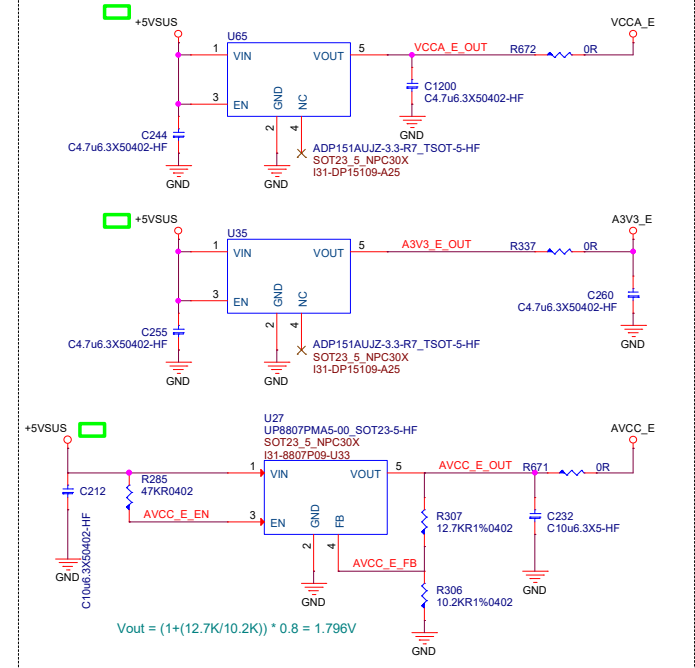 +5VSUS
U65
VCCA_E
1 VIN VOUT 5 VCCA_E_OUT R672 0R
3 EN GND NC
C1200
C4.7u6.3X50402-HF
GND
C244
C4.7u6.3X50402-HF
GND
2 4
GND
ADP151AUJZ-3.3-R7_TSOT-5-HF
SOT23_5_NPC30X
I31-DP15109-A25
+5VSUS
U35
A3V3_E
1 VIN VOUT 5 A3V3_E_OUT R337 0R
3 EN GND NC
C260
C4.7u6.3X50402-HF
GND
C255
C4.7u6.3X50402-HF
GND
2 4
GND
ADP151AUJZ-3.3-R7_TSOT-5-HF
SOT23_5_NPC30X
I31-DP15109-A25
U27
UP8807PMA5-00_SOT23-5-HF
SOT23_5_NPC30X
I31-8807P09-U33
+5VSUS
AVCC_E
1 VIN VOUT 5 AVCC_E_OUT R671 0R
C212
C10u6.3X50402-HF
GND
R285
47KR0402
AVCC_E_EN 3 EN GND FB
2 4
GND
AVCC_E_FB
R307
12.7KR1%0402
C232
C10u6.3X5-HF
GND
R306
10.2KR1%0402
GND
Vout = (1+(12.7K/10.2K)) * 0.8 = 1.796V